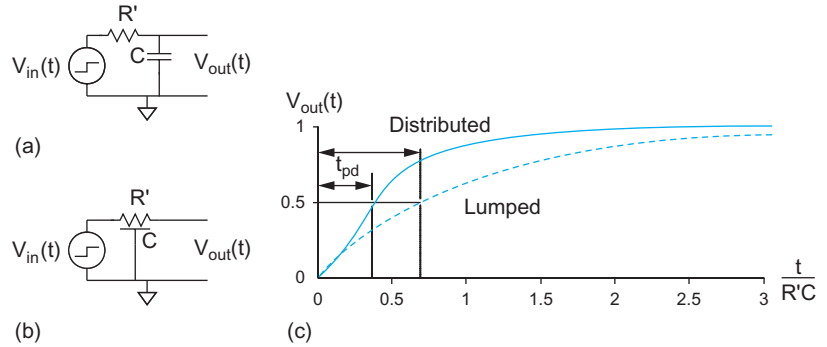 R'
C
V_in(t)
V_out(t)
(a)
R'
C
V_in(t)
V_out(t)
(b)
V_out(t)
1
0.5
0
Distributed
t_pd
Lumped
0
0.5
1
1.5
2
2.5
3
t
R'C
(c)